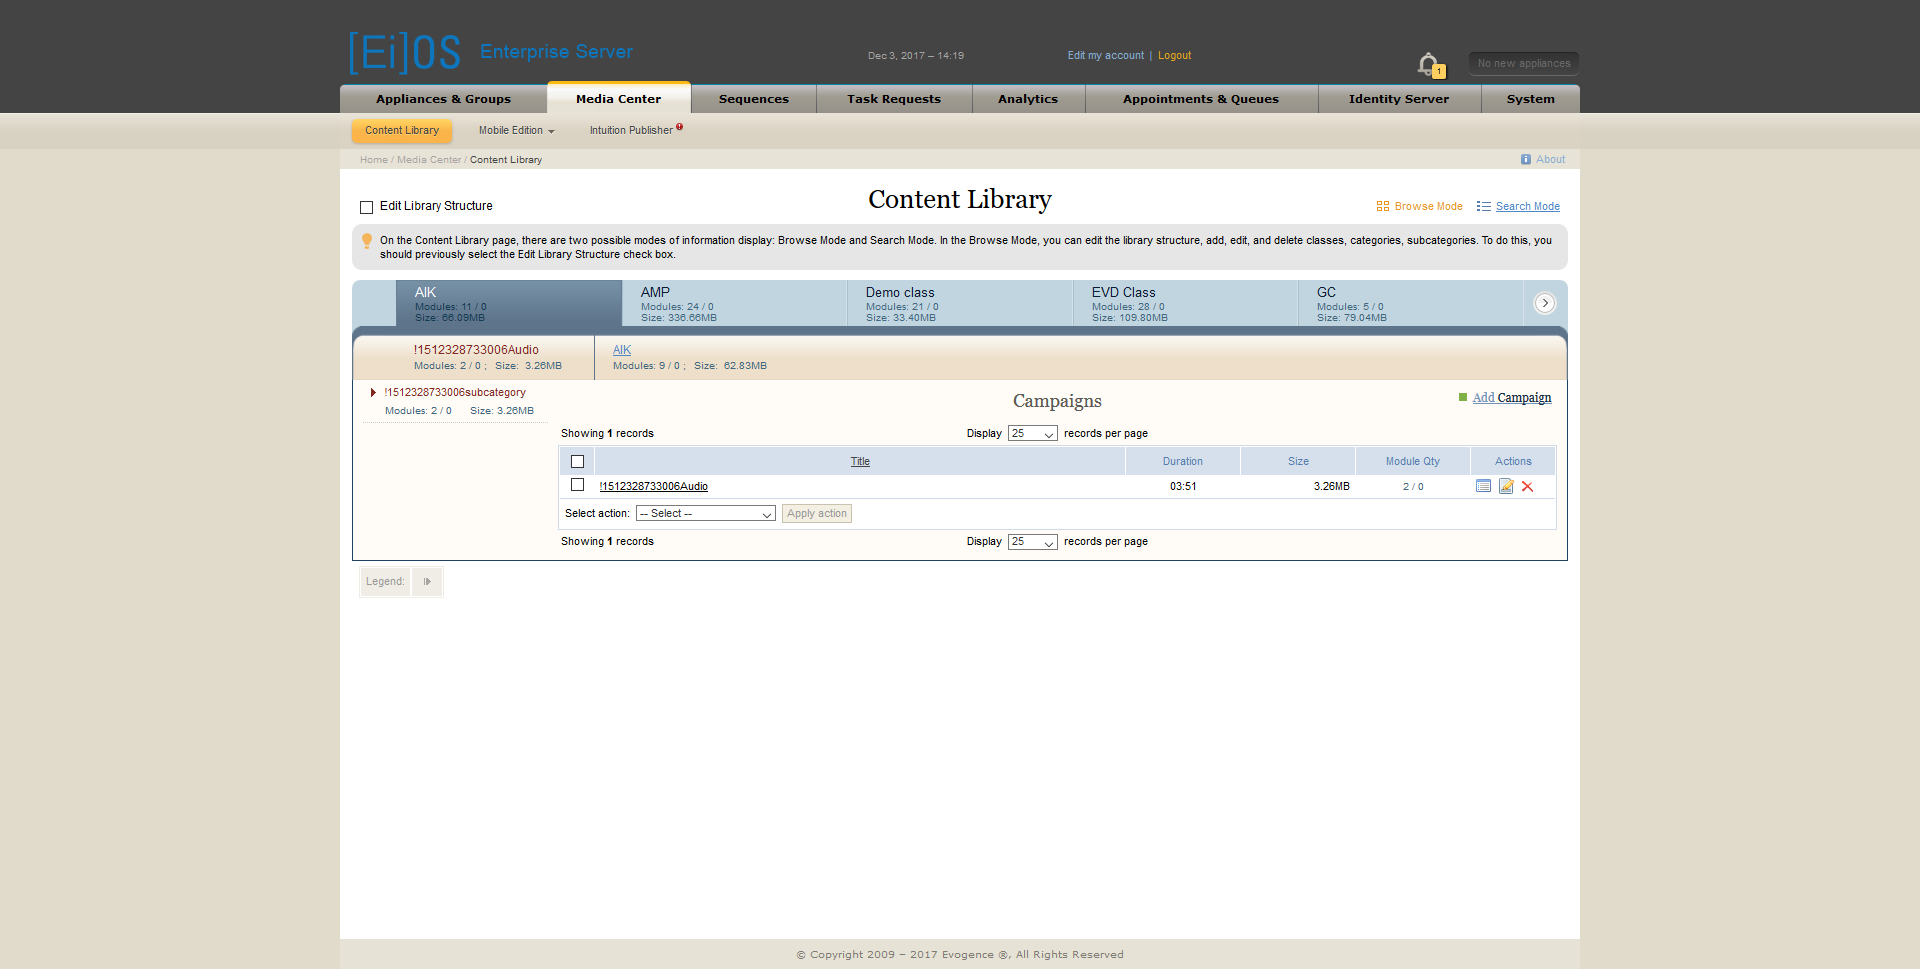 [Ei]OS Enterprise Server
Dec 3, 2017 – 14:19
Edit my account | Logout
1
No new appliances
Appliances & Groups
Media Center
Sequences
Task Requests
Analytics
Appointments & Queues
Identity Server
System
Content Library
Mobile Edition
Intuition Publisher
Home / Media Center / Content Library
About
Edit Library Structure
Content Library
Browse Mode
Search Mode
On the Content Library page, there are two possible modes of information display: Browse Mode and Search Mode. In the Browse Mode, you can edit the library structure, add, edit, and delete classes, categories, subcategories. To do this, you
should previously select the Edit Library Structure check box.
AIK
Modules: 11 / 0
Size: 66.09MB
AMP
Modules: 24 / 0
Size: 336.66MB
Demo class
Modules: 21 / 0
Size: 33.40MB
EVD Class
Modules: 28 / 0
Size: 109.80MB
GC
Modules: 5 / 0
Size: 79.04MB
!1512328733006Audio
Modules: 2 / 0 ; Size: 3.26MB
AIK
Modules: 9 / 0 ; Size: 62.83MB
!1512328733006subcategory
Modules: 2 / 0 Size: 3.26MB
Campaigns
Add Campaign
Showing 1 records
Display 25 records per page
Title Duration Size Module Qty Actions
!1512328733006Audio 03:51 3.26MB 2 / 0
Select action: -- Select -- Apply action
Showing 1 records
Display 25 records per page
Legend:
© Copyright 2009 – 2017 Evogence ®, All Rights Reserved